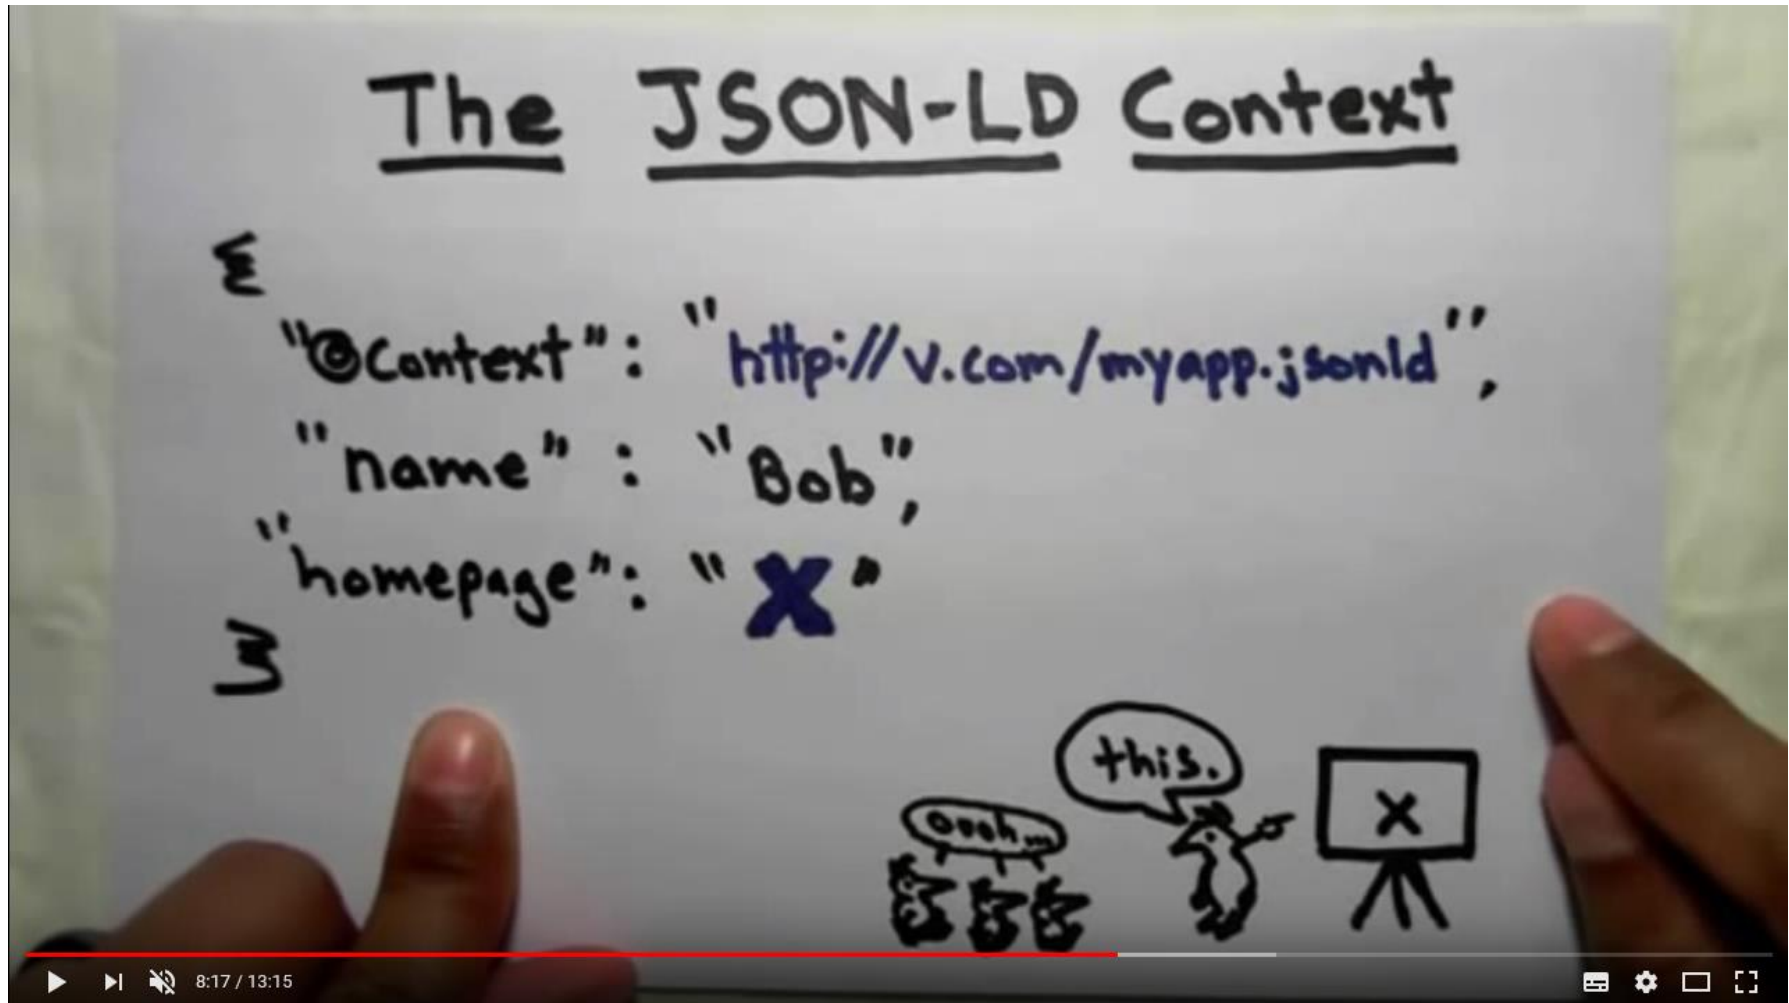 The JSON-LD Context
{
"@Context": "http://v.com/myapp.jsonld",
"name": "Bob",
"homepage": "X"
}
this.
oooh...
X
8:17 / 13:15